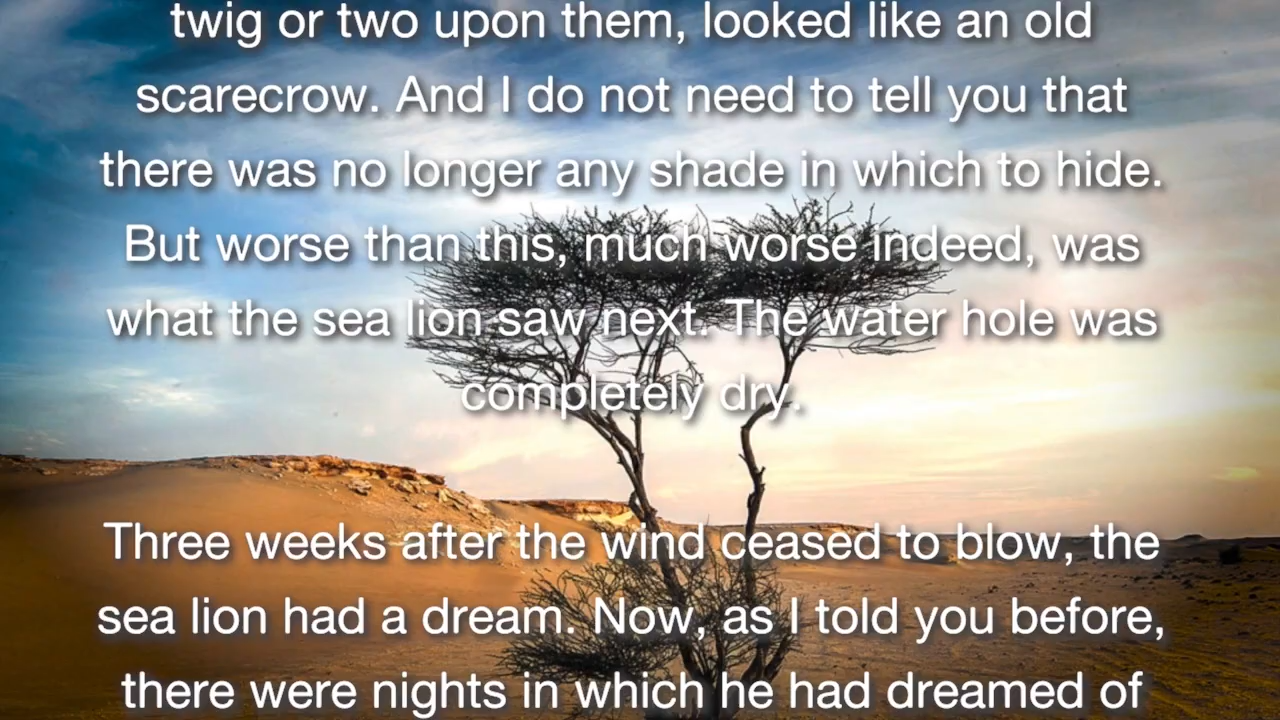 twig or two upon them, looked like an old
scarecrow. And I do not need to tell you that
there was no longer any shade in which to hide.
But worse than this, much worse indeed, was
what the sea lion saw next. The water hole was
completely dry.
Three weeks after the wind ceased to blow, the
sea lion had a dream. Now, as I told you before,
there were nights in which he had dreamed of